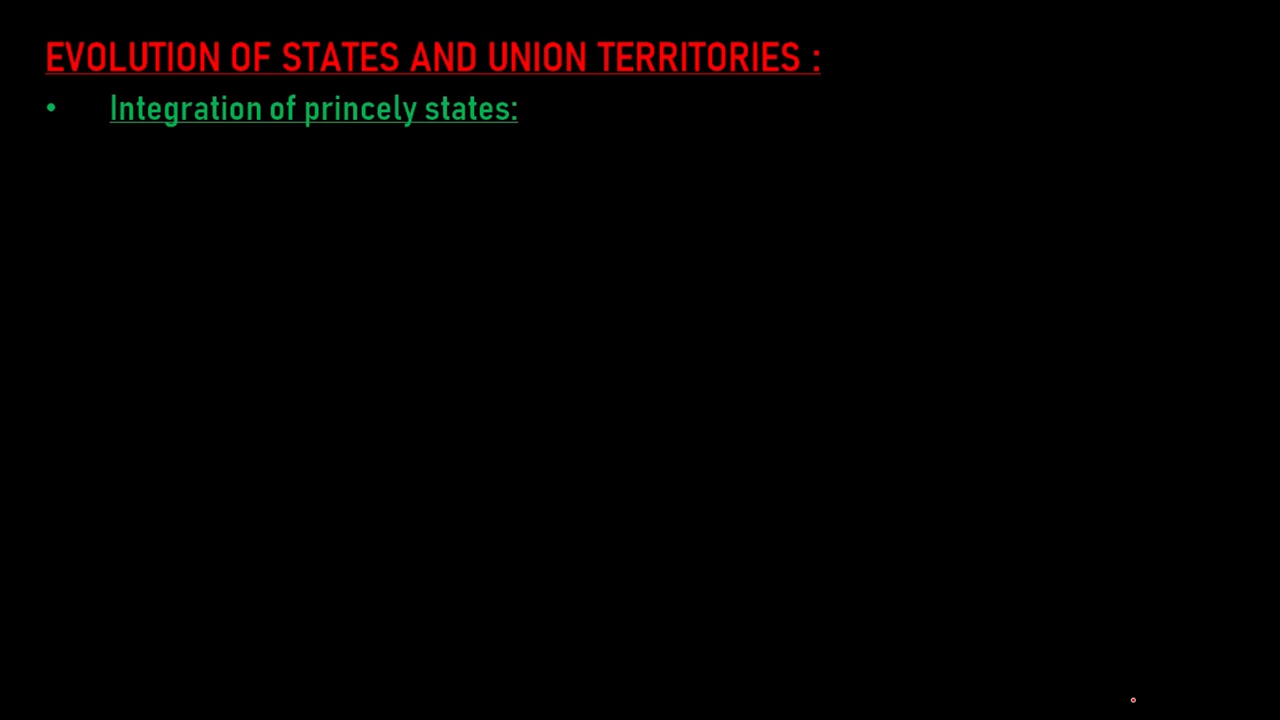 EVOLUTION OF STATES AND UNION TERRITORIES :
• Integration of princely states: